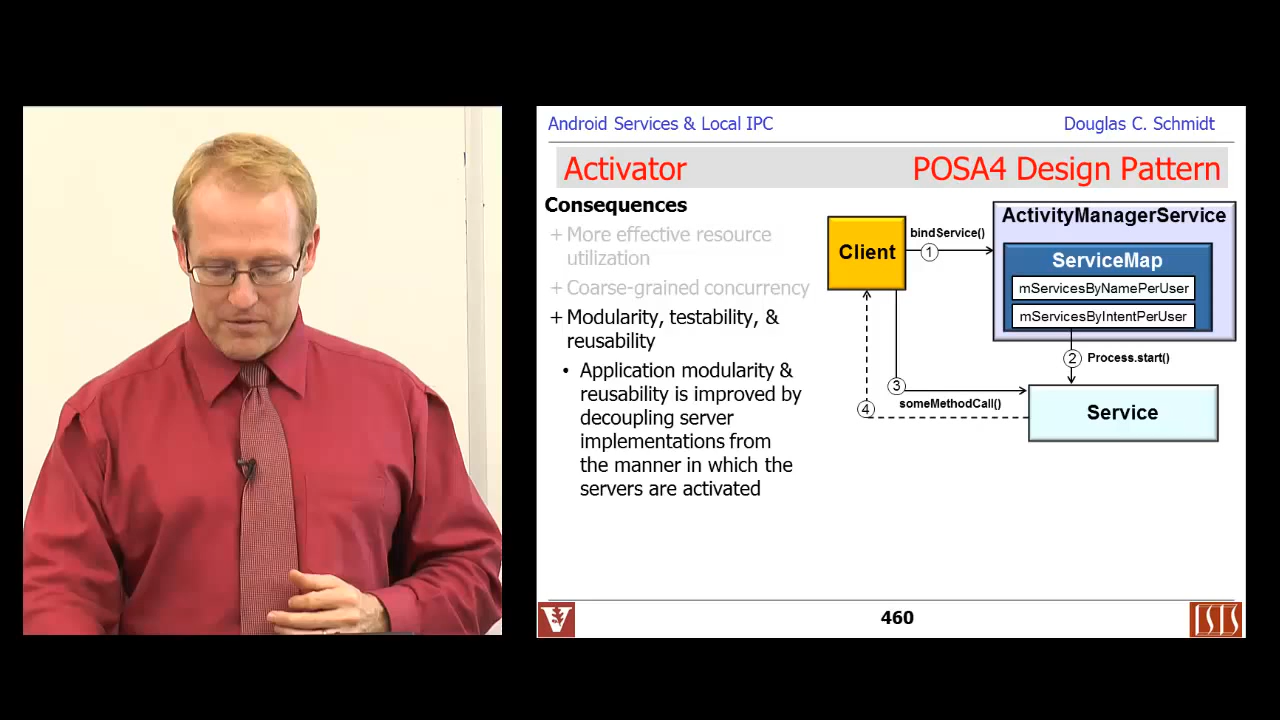 Android Services & Local IPC
Douglas C. Schmidt
Activator
POSA4 Design Pattern
Consequences
+ More effective resource
utilization
+ Coarse-grained concurrency
+ Modularity, testability, &
reusability
• Application modularity &
reusability is improved by
decoupling server
implementations from
the manner in which the
servers are activated
Client
bindService()
1
ActivityManagerService
ServiceMap
mServicesByNamePerUser
mServicesByIntentPerUser
2
Process.start()
3
someMethodCall()
4
Service
V
460
ISIS